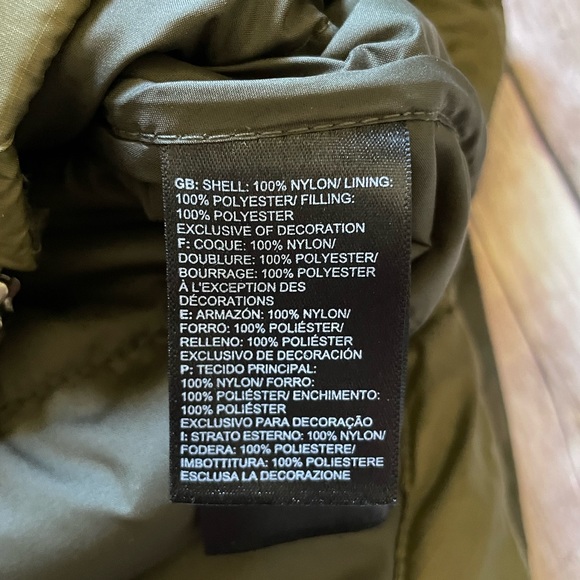 GB: SHELL: 100% NYLON/ LINING:
100% POLYESTER/ FILLING:
100% POLYESTER
EXCLUSIVE OF DECORATION
F: COQUE: 100% NYLON/
DOUBLURE: 100% POLYESTER/
BOURRAGE: 100% POLYESTER
À L'EXCEPTION DES
DÉCORATIONS
E: ARMAZÓN: 100% NYLON/
FORRO: 100% POLIÉSTER/
RELLENO: 100% POLIÉSTER
EXCLUSIVO DE DECORACIÓN
P: TECIDO PRINCIPAL:
100% NYLON/ FORRO:
100% POLIÉSTER/ ENCHIMENTO:
100% POLIÉSTER
EXCLUSIVO PARA DECORAÇÃO
I: STRATO ESTERNO: 100% NYLON/
FODERA: 100% POLIESTERE/
IMBOTTITURA: 100% POLIESTERE
ESCLUSA LA DECORAZIONE